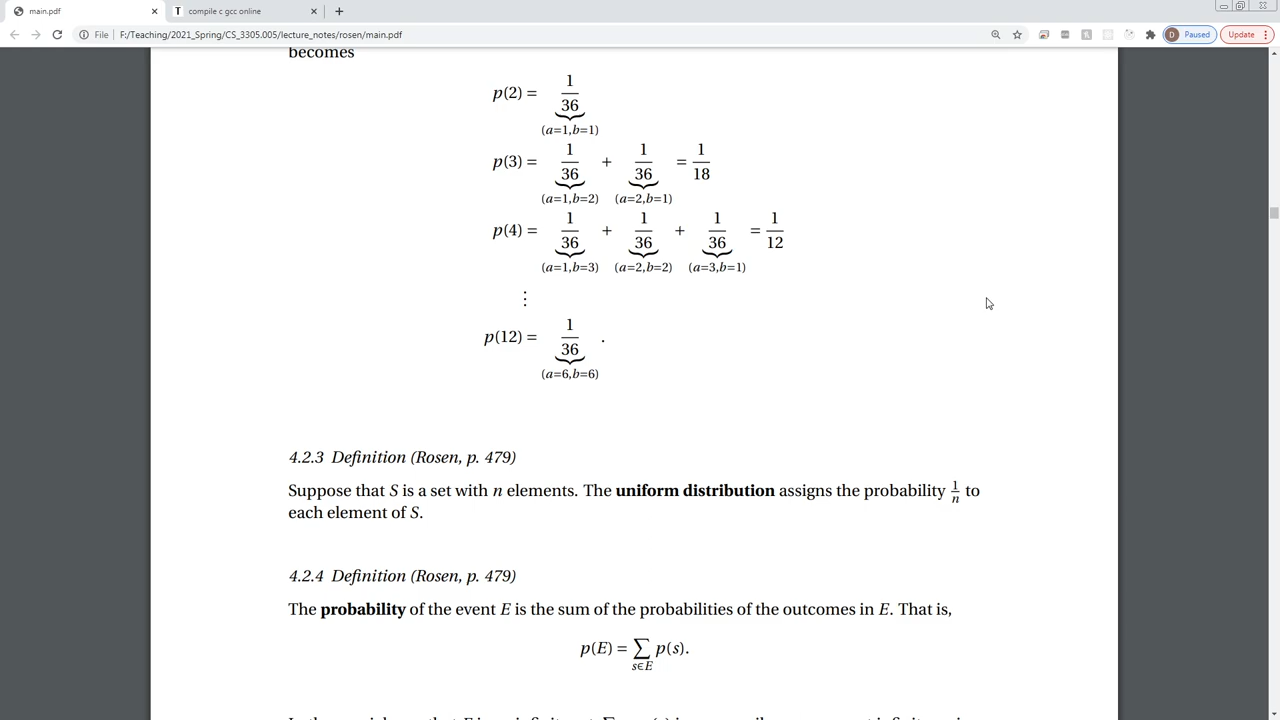 main.pdf
compile c gcc online
File F:/Teaching/2021_Spring/CS_3305.005/lecture_notes/rosen/main.pdf
D Paused
Update
becomes
p(2) = 1/36 (a=1,b=1)
p(3) = 1/36 (a=1,b=2) + 1/36 (a=2,b=1) = 1/18
p(4) = 1/36 (a=1,b=3) + 1/36 (a=2,b=2) + 1/36 (a=3,b=1) = 1/12
⋮
p(12) = 1/36 (a=6,b=6) .
4.2.3 Definition (Rosen, p. 479)
Suppose that S is a set with n elements. The uniform distribution assigns the probability 1/n to
each element of S.
4.2.4 Definition (Rosen, p. 479)
The probability of the event E is the sum of the probabilities of the outcomes in E. That is,
p(E) = ∑ s∈E p(s).